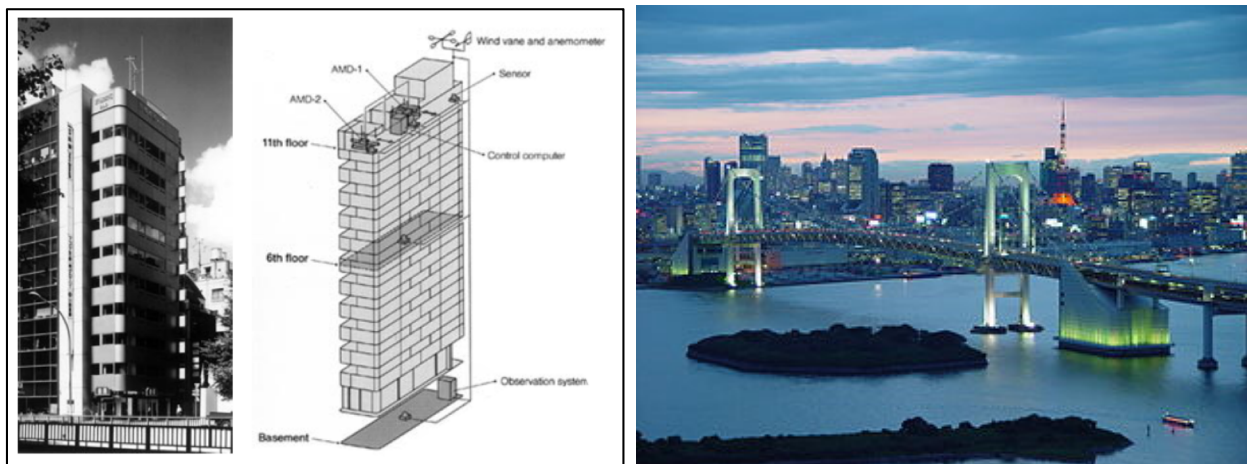 Wind vane and anemometer
AMD-1
Sensor
AMD-2
11th floor
Control computer
6th floor
Observation system
Basement